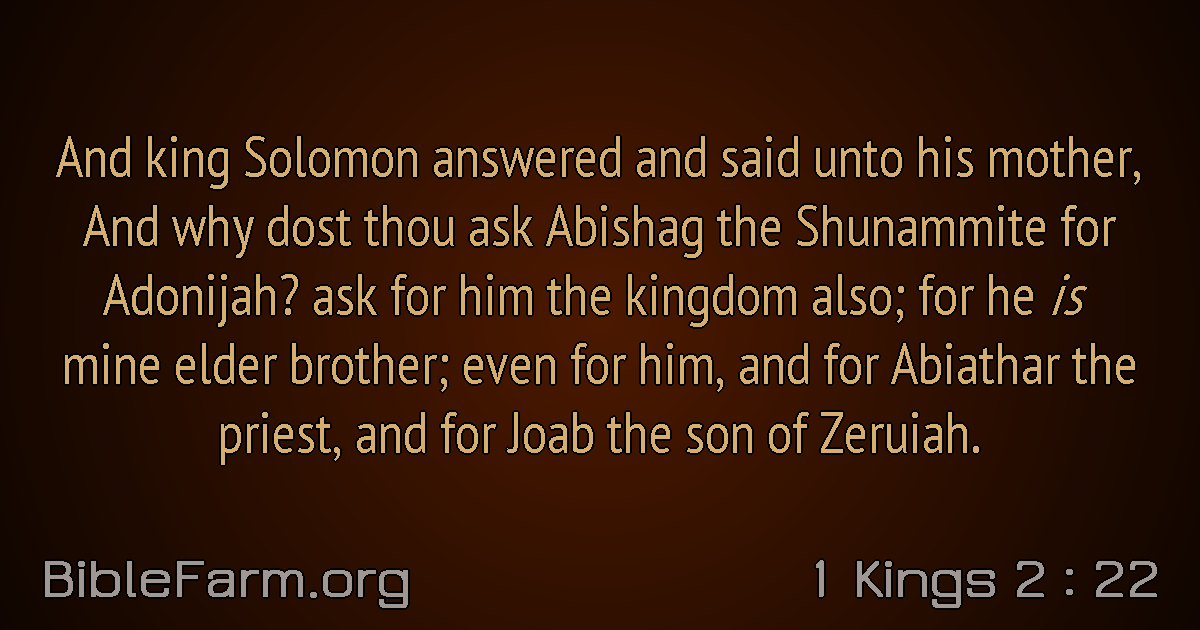 And king Solomon answered and said unto his mother,
And why dost thou ask Abishag the Shunammite for
Adonijah? ask for him the kingdom also; for he is
mine elder brother; even for him, and for Abiathar the
priest, and for Joab the son of Zeruiah.
BibleFarm.org
1 Kings 2 : 22